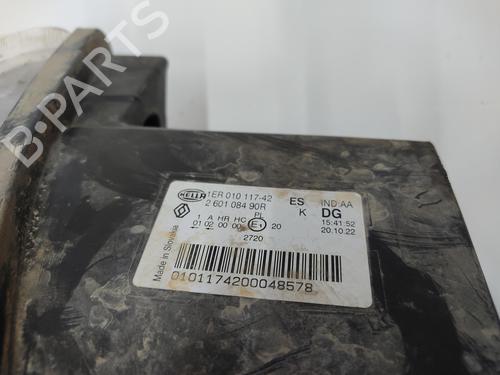 B-PARTS
HELLA
1ER 010 117-42
2 601 084 90R
ES
IND:AA
K
DG
15:41:52
20.10.22
1 A HR HC PL
01 02 00 00 E1 20
2720
Made in Slovakia
0101174200048578